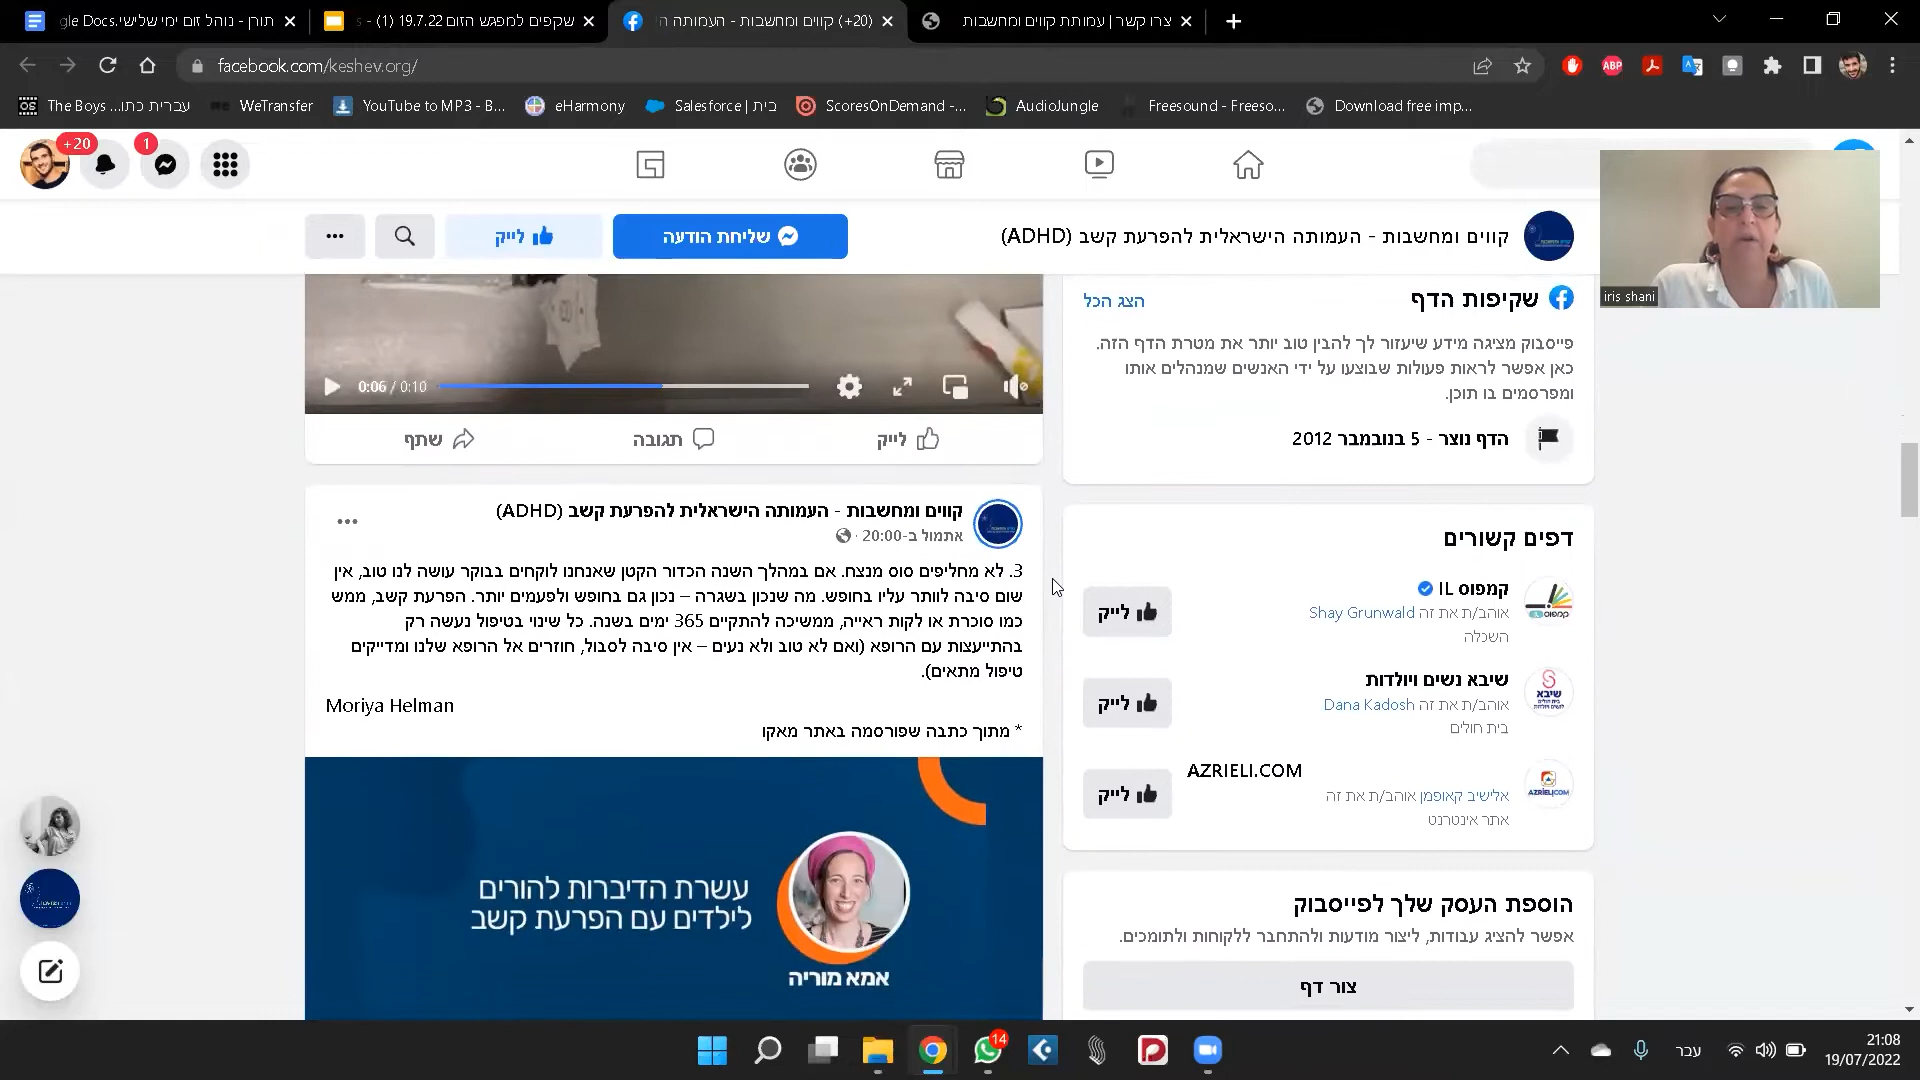 תורן - נוהל זום ימי שלישי.gle Docs
שקפים למפגש הזום 19.7.22 (1) - s
(20+) קווים ומחשבות - העמותה ה
צרו קשר | עמותת קווים ומחשבות
facebook.com/keshev.org/
The Boys ...עברית כתו
WeTransfer
YouTube to MP3 - B...
eHarmony
Salesforce | בית
ScoresOnDemand -...
AudioJungle
Freesound - Freeso...
Download free imp...
+20
1
קווים ומחשבות - העמותה הישראלית להפרעת קשב (ADHD)
שליחת הודעה
לייק
iris shani
0:06 / 0:10
לייק
תגובה
שתף
שקיפות הדף
הצג הכל
פייסבוק מציגה מידע שיעזור לך להבין טוב יותר את מטרת הדף הזה.
כאן אפשר לראות פעולות שבוצעו על ידי האנשים שמנהלים אותו
ומפרסמים בו תוכן.
הדף נוצר - 5 בנובמבר 2012
קווים ומחשבות - העמותה הישראלית להפרעת קשב (ADHD)
אתמול ב-20:00 ·
3. לא מחליפים סוס מנצח. אם במהלך השנה הכדור הקטן שאנחנו לוקחים בבוקר עושה לנו טוב, אין
שום סיבה לוותר עליו בחופש. מה שנכון בשגרה – נכון גם בחופש ולפעמים יותר. הפרעת קשב, ממש
כמו סוכרת או לקות ראייה, ממשיכה להתקיים 365 ימים בשנה. כל שינוי בטיפול נעשה רק
בהתייעצות עם הרופא (ואם לא טוב ולא נעים – אין סיבה לסבול, חוזרים אל הרופא שלנו ומדייקים
טיפול מתאים).
Moriya Helman
* מתוך כתבה שפורסמה באתר מאקו
עשרת הדיברות להורים
לילדים עם הפרעת קשב
אמא מוריה
דפים קשורים
קמפוס IL
Shay Grunwald אוהב/ת את זה
השכלה
לייק
קמפוס
שיבא נשים ויולדות
Dana Kadosh אוהב/ת את זה
בית חולים
לייק
שיבא
AZRIELI.COM
אלישיב קאופמן אוהב/ת את זה
אתר אינטרנט
לייק
AZRIELI.COM
הוספת העסק שלך לפייסבוק
אפשר להציג עבודות, ליצור מודעות ולהתחבר ללקוחות ולתומכים.
צור דף
14
עבר
21:08
19/07/2022